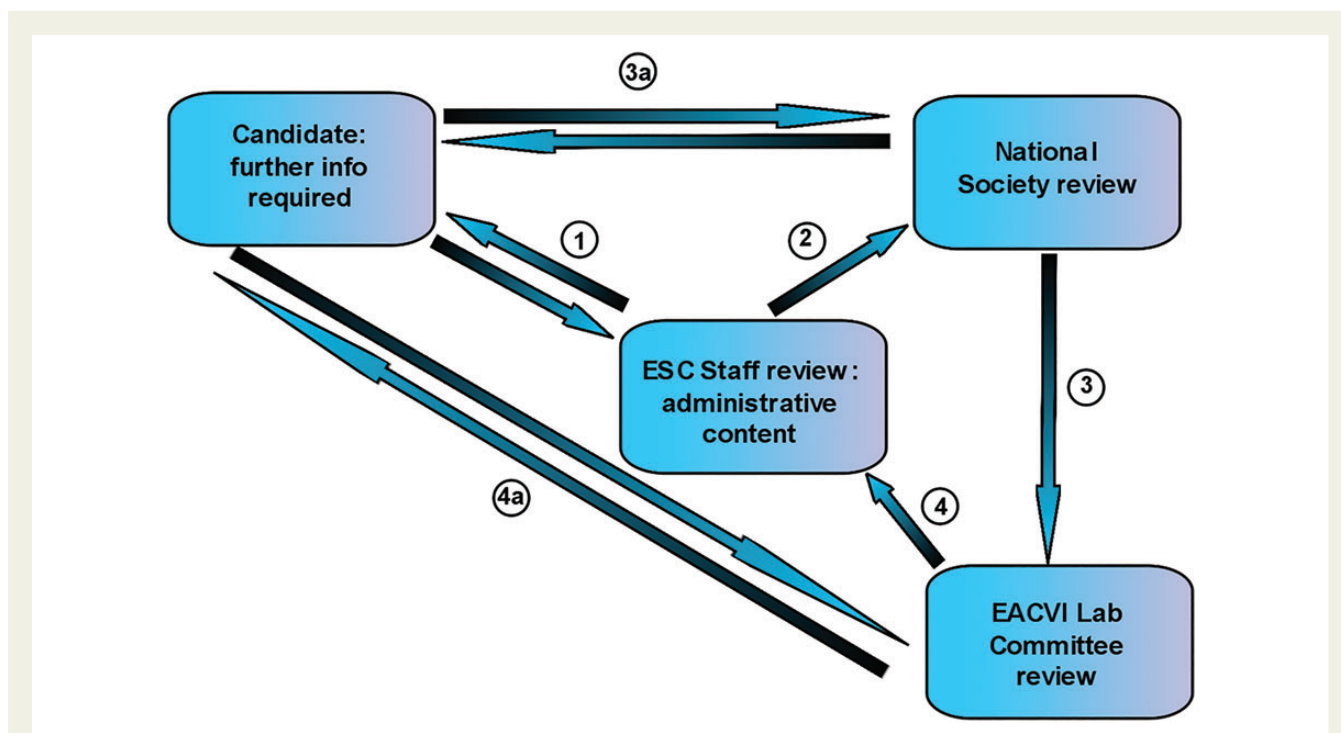 3a
Candidate:
further info
required
National
Society review
1
2
ESC Staff review:
administrative
content
3
4a
4
EACVI Lab
Committee
review